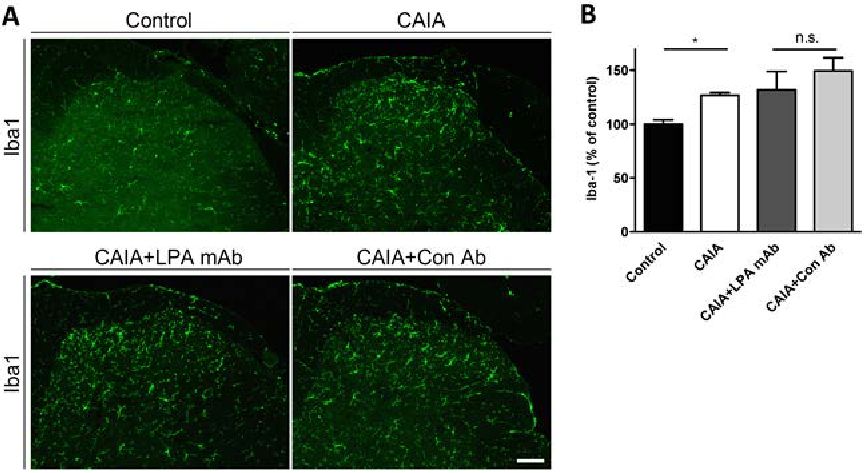 A
Control
CAIA
Iba1
CAIA+LPA mAb
CAIA+Con Ab
Iba1
B
Iba-1 (% of control)
150
100
50
0
*
n.s.
Control
CAIA
CAIA+LPA mAb
CAIA+Con Ab